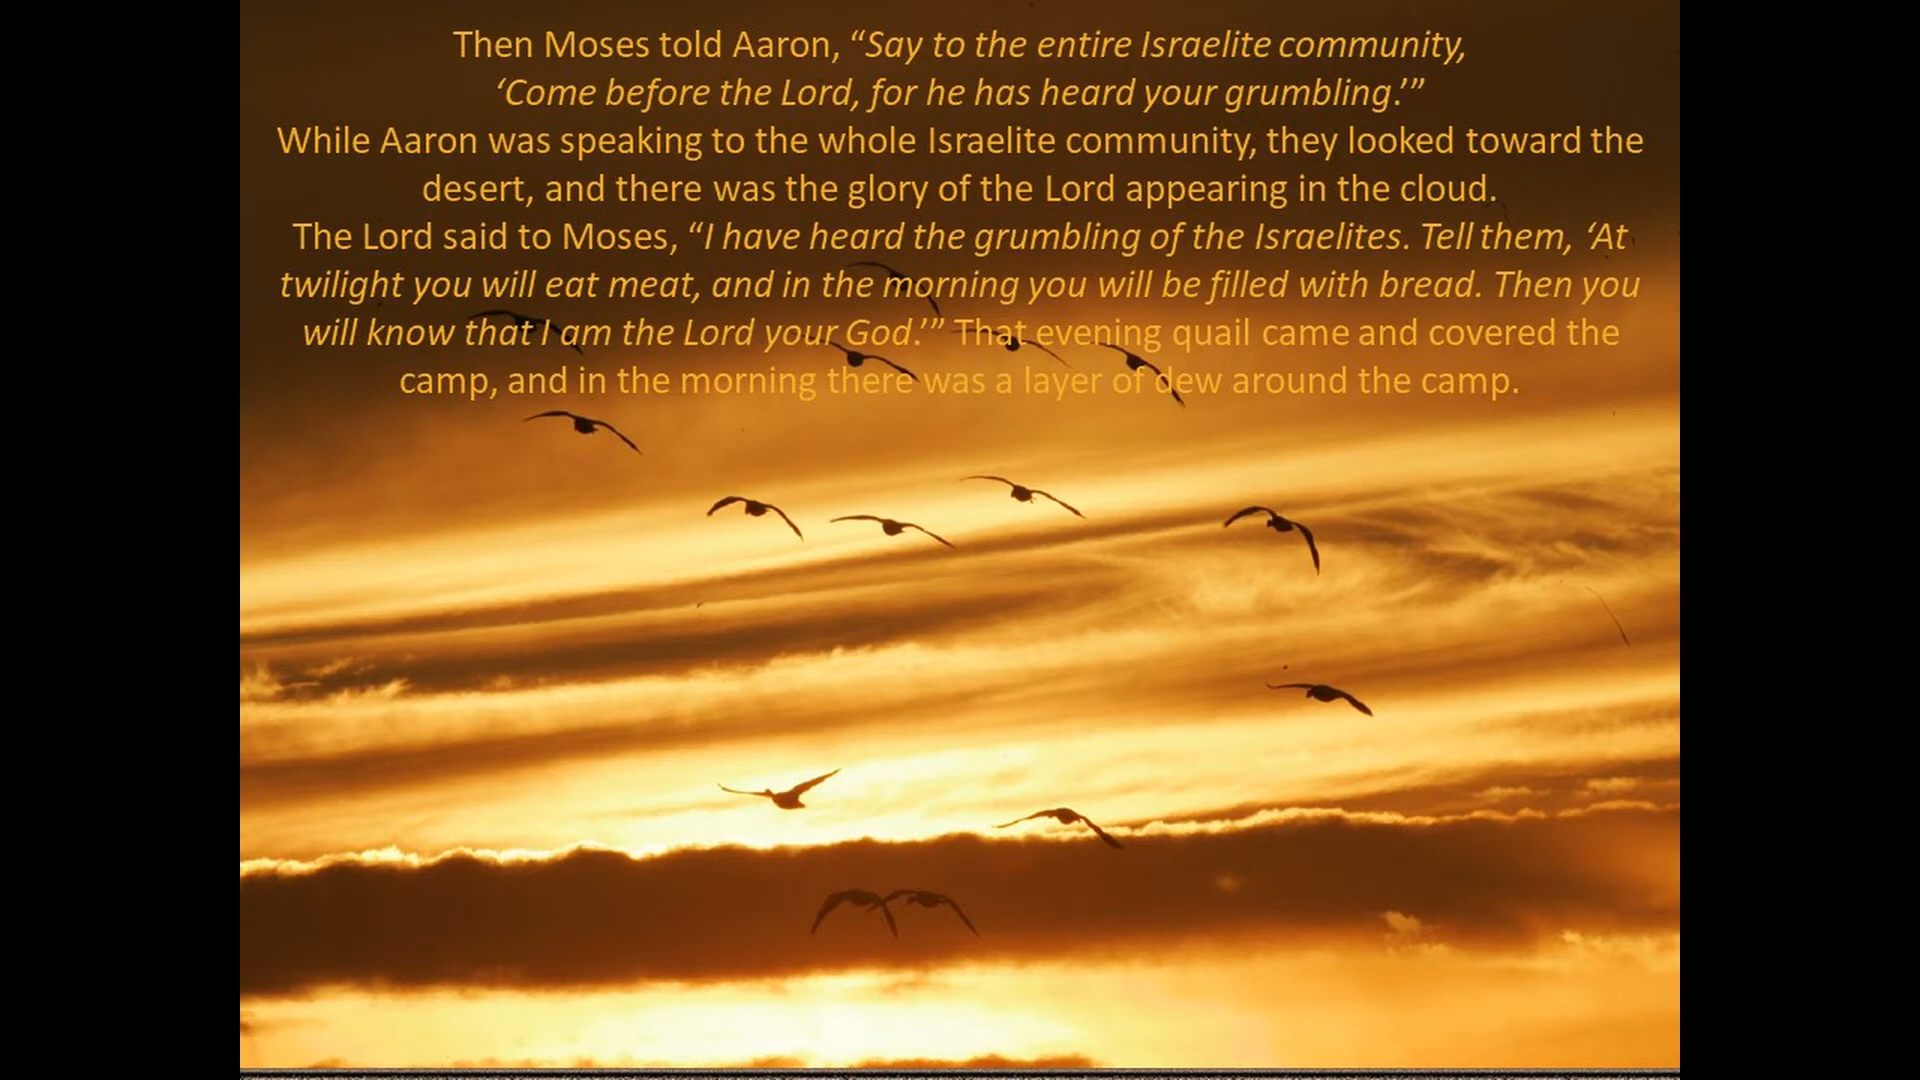 Then Moses told Aaron, “Say to the entire Israelite community,
‘Come before the Lord, for he has heard your grumbling.’”
While Aaron was speaking to the whole Israelite community, they looked toward the
desert, and there was the glory of the Lord appearing in the cloud.
The Lord said to Moses, “I have heard the grumbling of the Israelites. Tell them, ‘At
twilight you will eat meat, and in the morning you will be filled with bread. Then you
will know that I am the Lord your God.’” That evening quail came and covered the
camp, and in the morning there was a layer of dew around the camp.